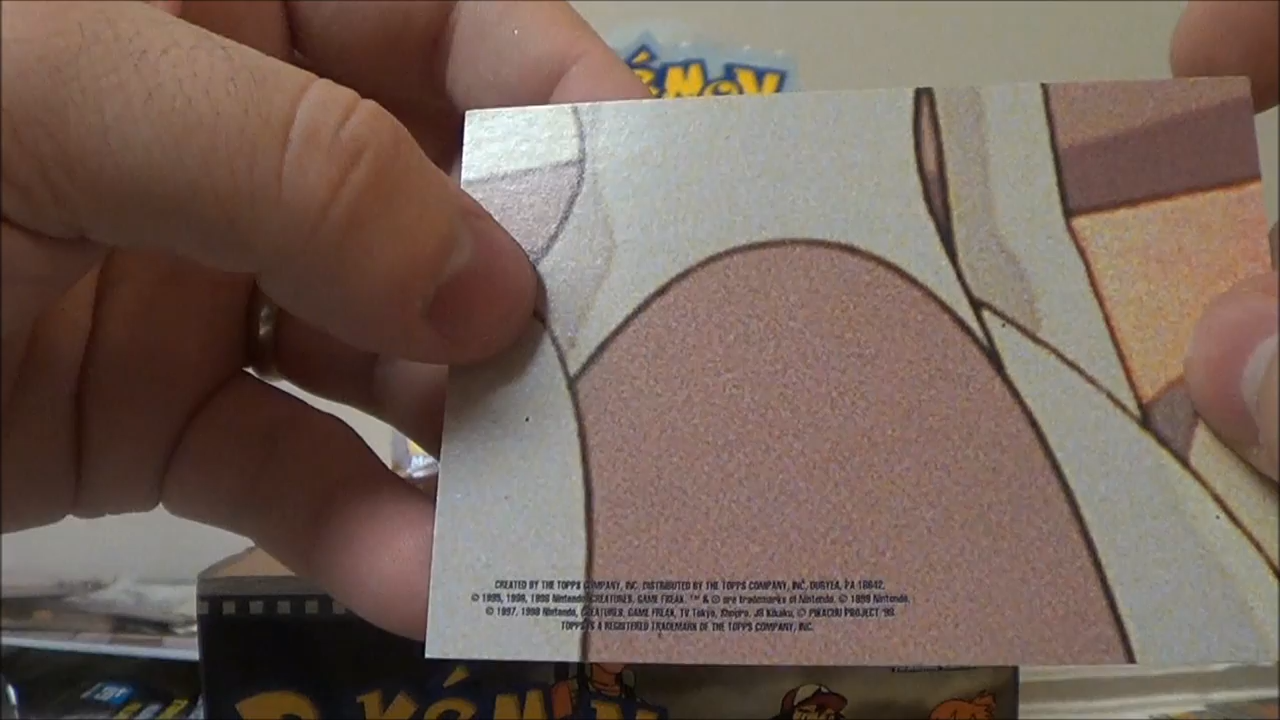 POKéMON
CREATED BY THE TOPPS COMPANY, INC. DISTRIBUTED BY THE TOPPS COMPANY, INC. DURYEA, PA 18642.
© 1995, 1996, 1998 Nintendo, CREATURES, GAME FREAK. ™ & ® are trademarks of Nintendo. © 1999 Nintendo.
© 1997, 1998 Nintendo, CREATURES, GAME FREAK, TV Tokyo, Shopro, JR Kikaku, © PIKACHU PROJECT '98.
TOPPS IS A REGISTERED TRADEMARK OF THE TOPPS COMPANY, INC.
POKéMON